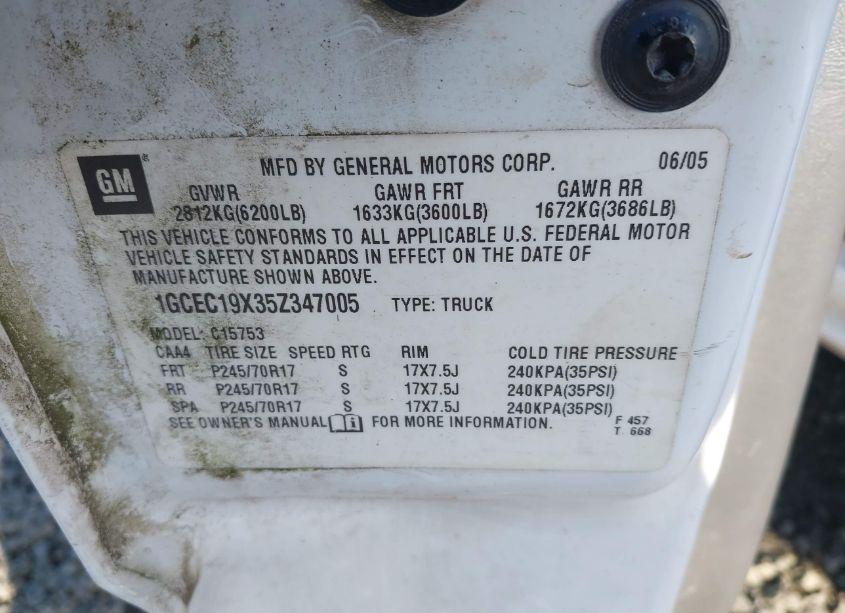 GM ®
MFD BY GENERAL MOTORS CORP. 06/05
GVWR GAWR FRT GAWR RR
2812KG(6200LB) 1633KG(3600LB) 1672KG(3686LB)
THIS VEHICLE CONFORMS TO ALL APPLICABLE U.S. FEDERAL MOTOR
VEHICLE SAFETY STANDARDS IN EFFECT ON THE DATE OF
MANUFACTURE SHOWN ABOVE.
1GCEC19X35Z347005 TYPE: TRUCK
MODEL: C15753
CAA4 TIRE SIZE SPEED RTG RIM COLD TIRE PRESSURE
FRT P245/70R17 S 17X7.5J 240KPA(35PSI)
RR P245/70R17 S 17X7.5J 240KPA(35PSI)
SPA P245/70R17 S 17X7.5J 240KPA(35PSI)
SEE OWNER'S MANUAL i FOR MORE INFORMATION.
F 457
T. 668